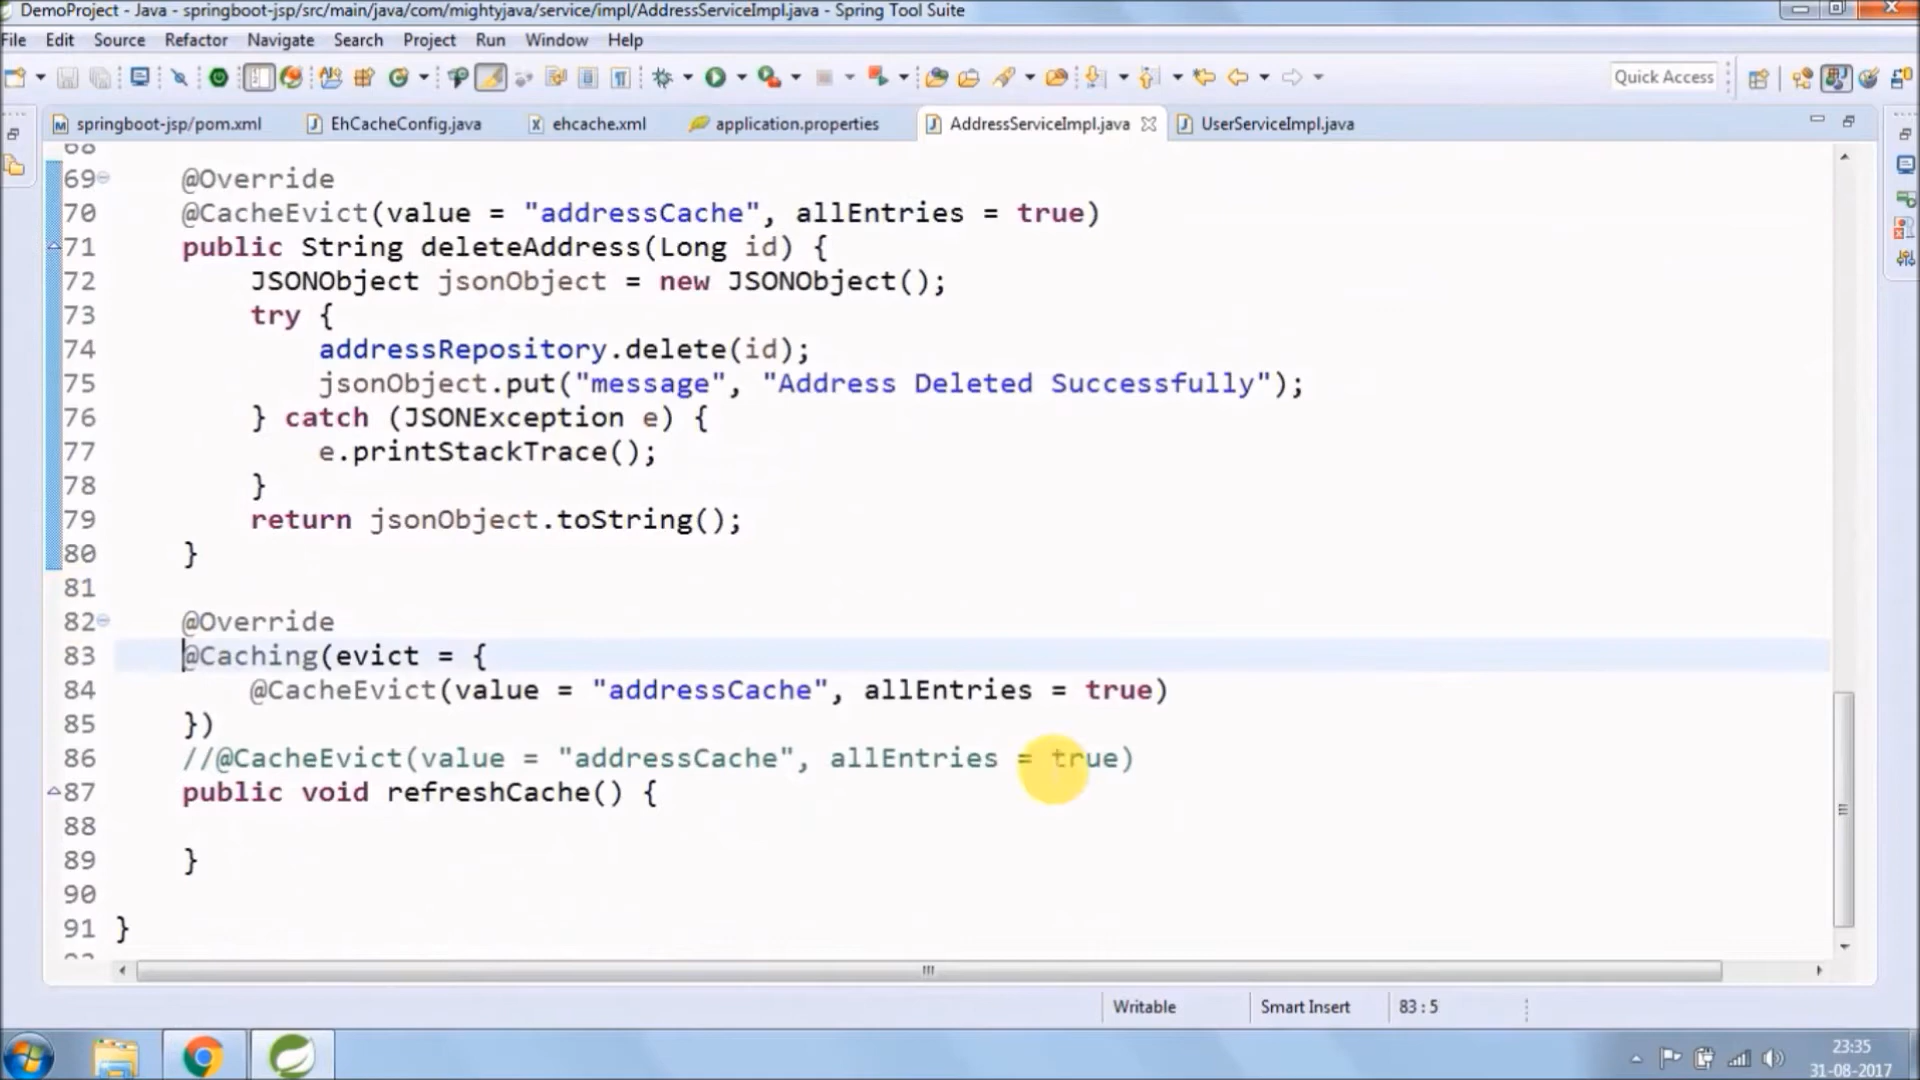 DemoProject - Java - springboot-jsp/src/main/java/com/mightyjava/service/impl/AddressServiceImpl.java - Spring Tool Suite
File Edit Source Refactor Navigate Search Project Run Window Help
Quick Access
springboot-jsp/pom.xml EhCacheConfig.java ehcache.xml application.properties AddressServiceImpl.java UserServiceImpl.java
68
69 @Override
70 @CacheEvict(value = "addressCache", allEntries = true)
71 public String deleteAddress(Long id) {
72 JSONObject jsonObject = new JSONObject();
73 try {
74 addressRepository.delete(id);
75 jsonObject.put("message", "Address Deleted Successfully");
76 } catch (JSONException e) {
77 e.printStackTrace();
78 }
79 return jsonObject.toString();
80 }
81
82 @Override
83 @Caching(evict = {
84 @CacheEvict(value = "addressCache", allEntries = true)
85 })
86 //@CacheEvict(value = "addressCache", allEntries = true)
87 public void refreshCache() {
88
89 }
90
91 }
Writable Smart Insert 83 : 5
23:35
31-08-2017